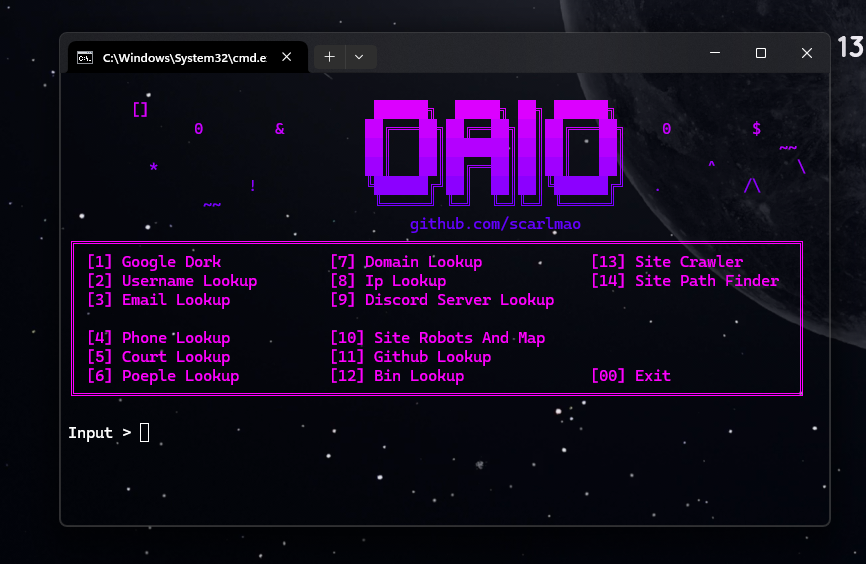 C:\Windows\System32\cmd.e
13
[]
0 & 0 $
~~
* ^ \
! . /\
~~
OAIO
github.com/scarlmao
[1] Google Dork [7] Domain Lookup [13] Site Crawler
[2] Username Lookup [8] Ip Lookup [14] Site Path Finder
[3] Email Lookup [9] Discord Server Lookup
[4] Phone Lookup [10] Site Robots And Map
[5] Court Lookup [11] Github Lookup
[6] Poeple Lookup [12] Bin Lookup [00] Exit
Input >